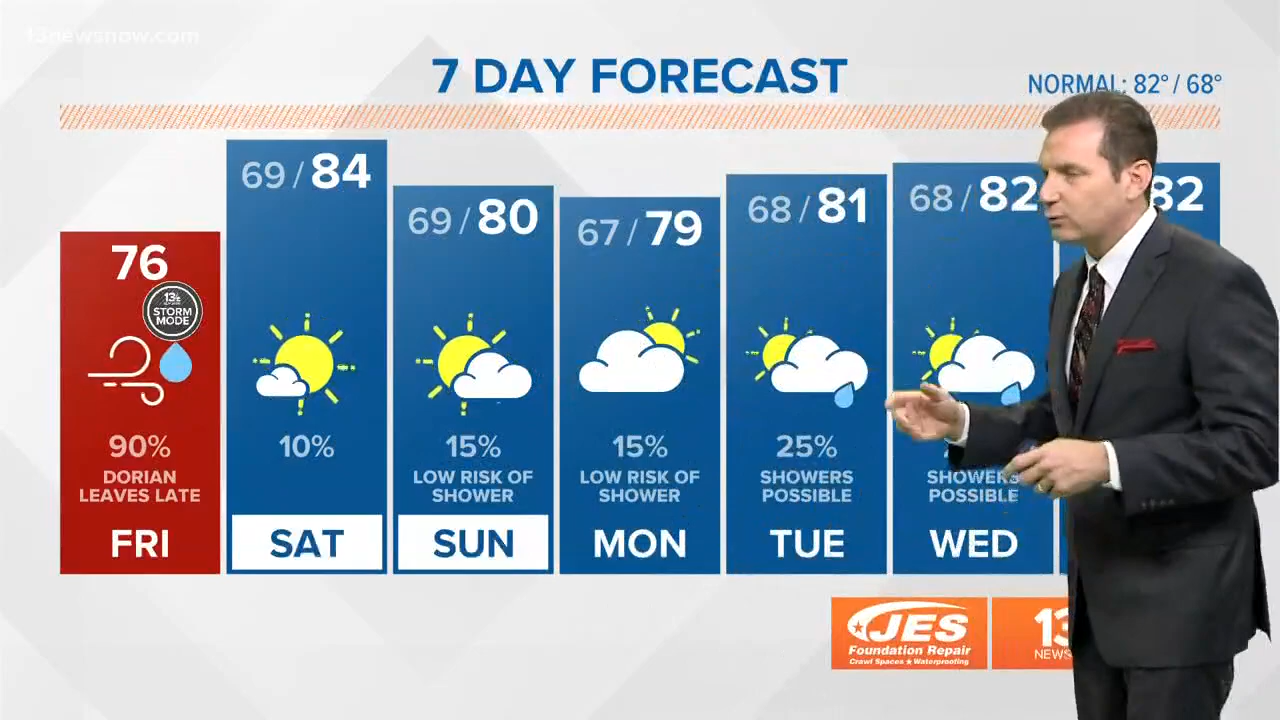 13newsnow.com
7 DAY FORECAST
NORMAL: 82° / 68°
76
13
STORM
MODE
90%
DORIAN
LEAVES LATE
FRI
69 / 84
10%
SAT
69 / 80
15%
LOW RISK OF
SHOWER
SUN
67 / 79
15%
LOW RISK OF
SHOWER
MON
68 / 81
25%
SHOWERS
POSSIBLE
TUE
68 / 82
SHOWERS
POSSIBLE
WED
82
JES
Foundation Repair
Crawl Spaces ★ Waterproofing
13
NEWS